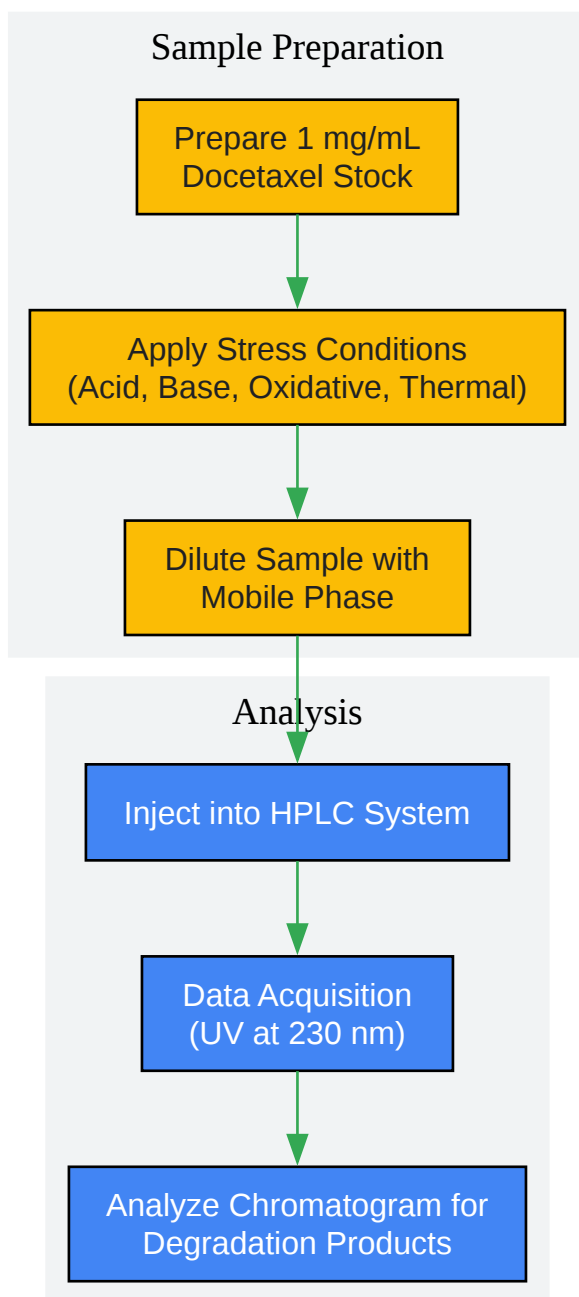 Sample Preparation
Prepare 1 mg/mL
Docetaxel Stock
Apply Stress Conditions
(Acid, Base, Oxidative, Thermal)
Dilute Sample with
Mobile Phase
Analysis
Inject into HPLC System
Data Acquisition
(UV at 230 nm)
Analyze Chromatogram for
Degradation Products